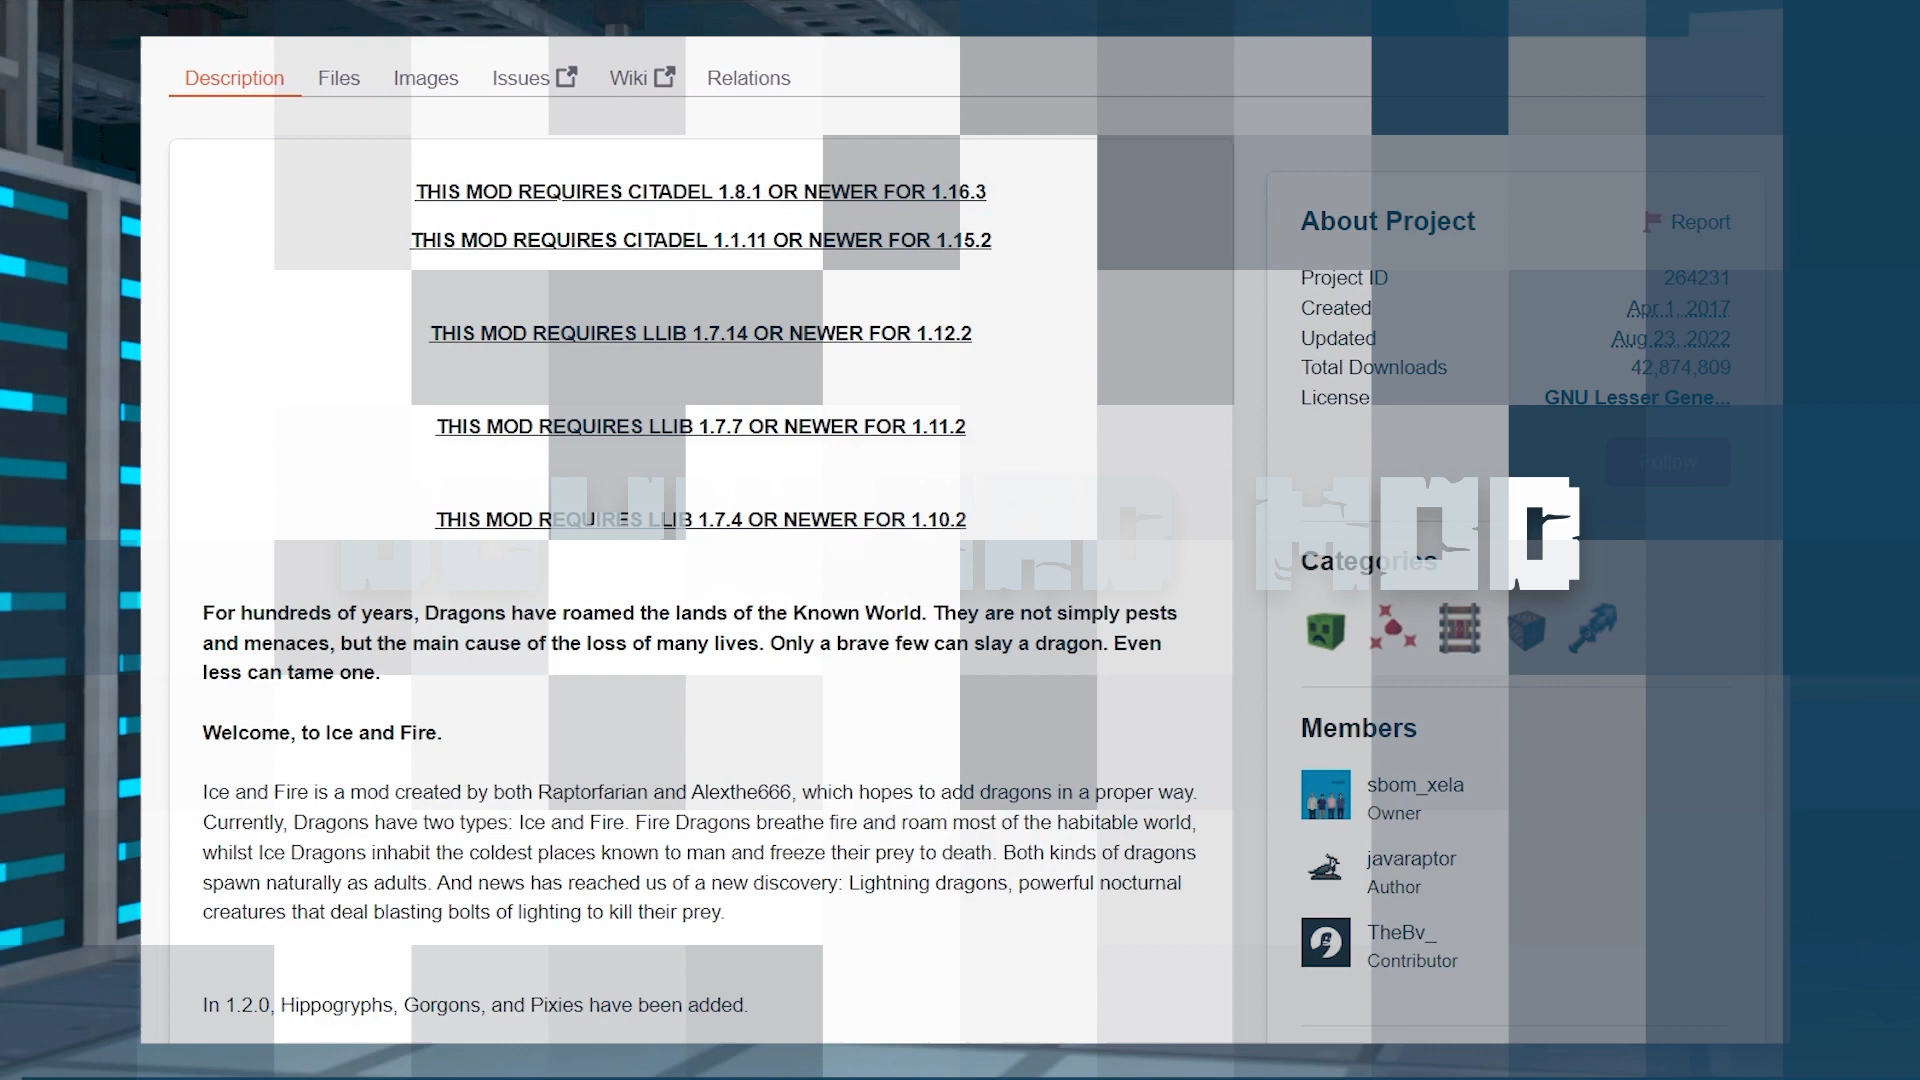 Description Files Images Issues Wiki Relations
THIS MOD REQUIRES CITADEL 1.8.1 OR NEWER FOR 1.16.3
THIS MOD REQUIRES CITADEL 1.1.11 OR NEWER FOR 1.15.2
THIS MOD REQUIRES LLIB 1.7.14 OR NEWER FOR 1.12.2
THIS MOD REQUIRES LLIB 1.7.7 OR NEWER FOR 1.11.2
THIS MOD REQUIRES LLIB 1.7.4 OR NEWER FOR 1.10.2
For hundreds of years, Dragons have roamed the lands of the Known World. They are not simply pests
and menaces, but the main cause of the loss of many lives. Only a brave few can slay a dragon. Even
less can tame one.
Welcome, to Ice and Fire.
Ice and Fire is a mod created by both Raptorfarian and Alexthe666, which hopes to add dragons in a proper way.
Currently, Dragons have two types: Ice and Fire. Fire Dragons breathe fire and roam most of the habitable world,
whilst Ice Dragons inhabit the coldest places known to man and freeze their prey to death. Both kinds of dragons
spawn naturally as adults. And news has reached us of a new discovery: Lightning dragons, powerful nocturnal
creatures that deal blasting bolts of lighting to kill their prey.
In 1.2.0, Hippogryphs, Gorgons, and Pixies have been added.
About Project Report
Project ID 264231
Created Apr 1, 2017
Updated Aug 23, 2022
Total Downloads 42,874,809
License GNU Lesser Gene...
Follow
MOD
Categories
Members
sbom_xela
Owner
javaraptor
Author
TheBv_
Contributor